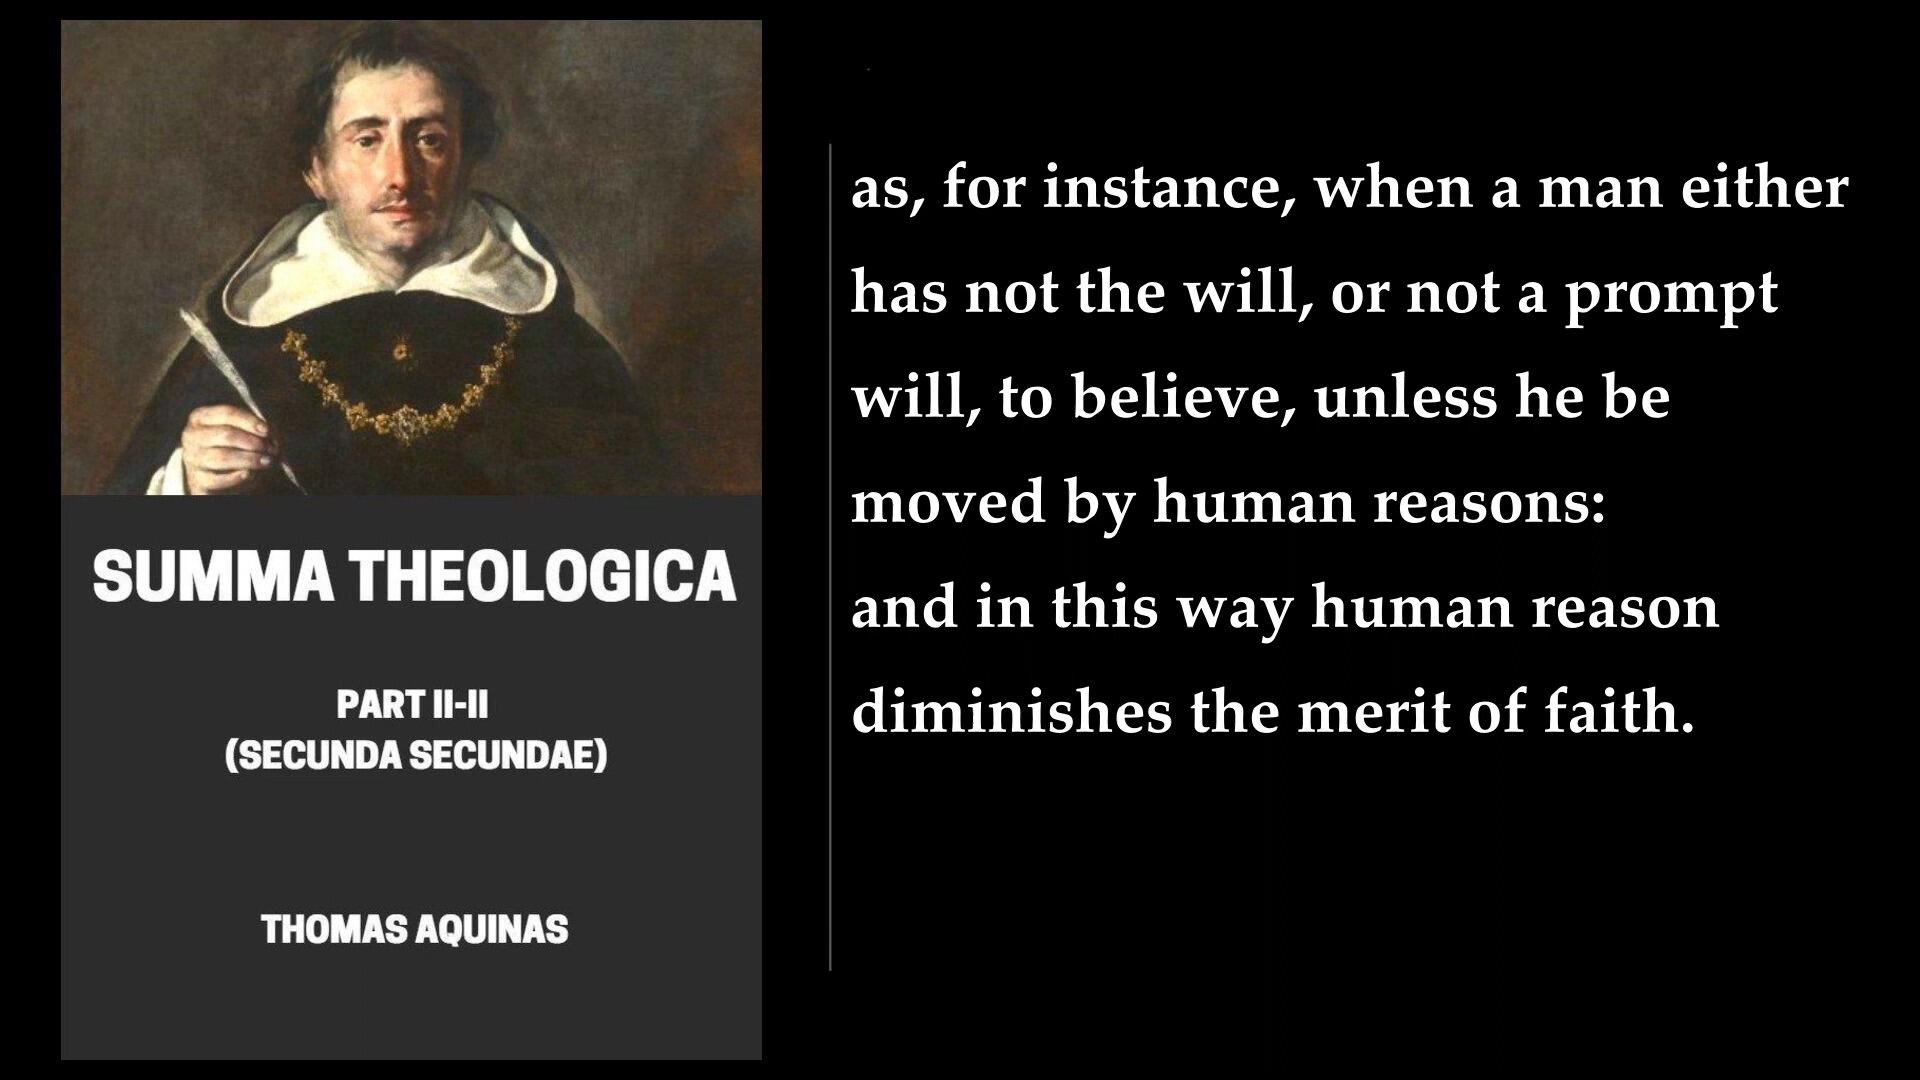 SUMMA THEOLOGICA
PART II-II
(SECUNDA SECUNDAE)
THOMAS AQUINAS
as, for instance, when a man either
has not the will, or not a prompt
will, to believe, unless he be
moved by human reasons:
and in this way human reason
diminishes the merit of faith.